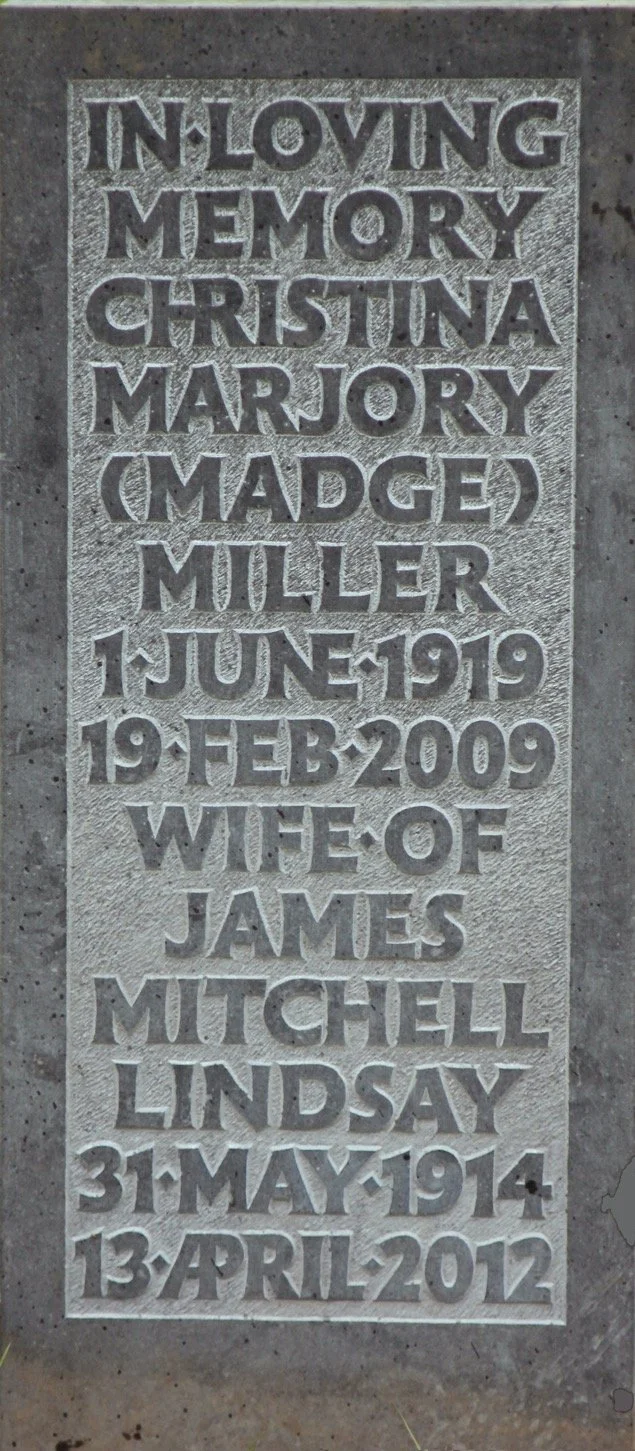 IN·LOVING
MEMORY
CHRISTINA
MARJORY
(MADGE)
MILLER
1·JUNE·1919
19·FEB·2009
WIFE·OF
JAMES
MITCHELL
LINDSAY
31·MAY·1914
13·APRIL·2012